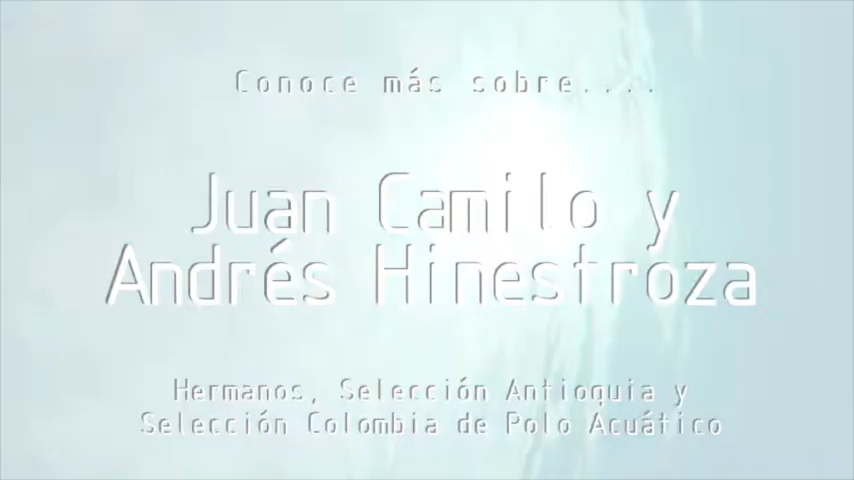 Conoce más sobre....
Juan Camilo y
Andrés Hinestroza
Hermanos, Selección Antioquia y
Selección Colombia de Polo Acuático